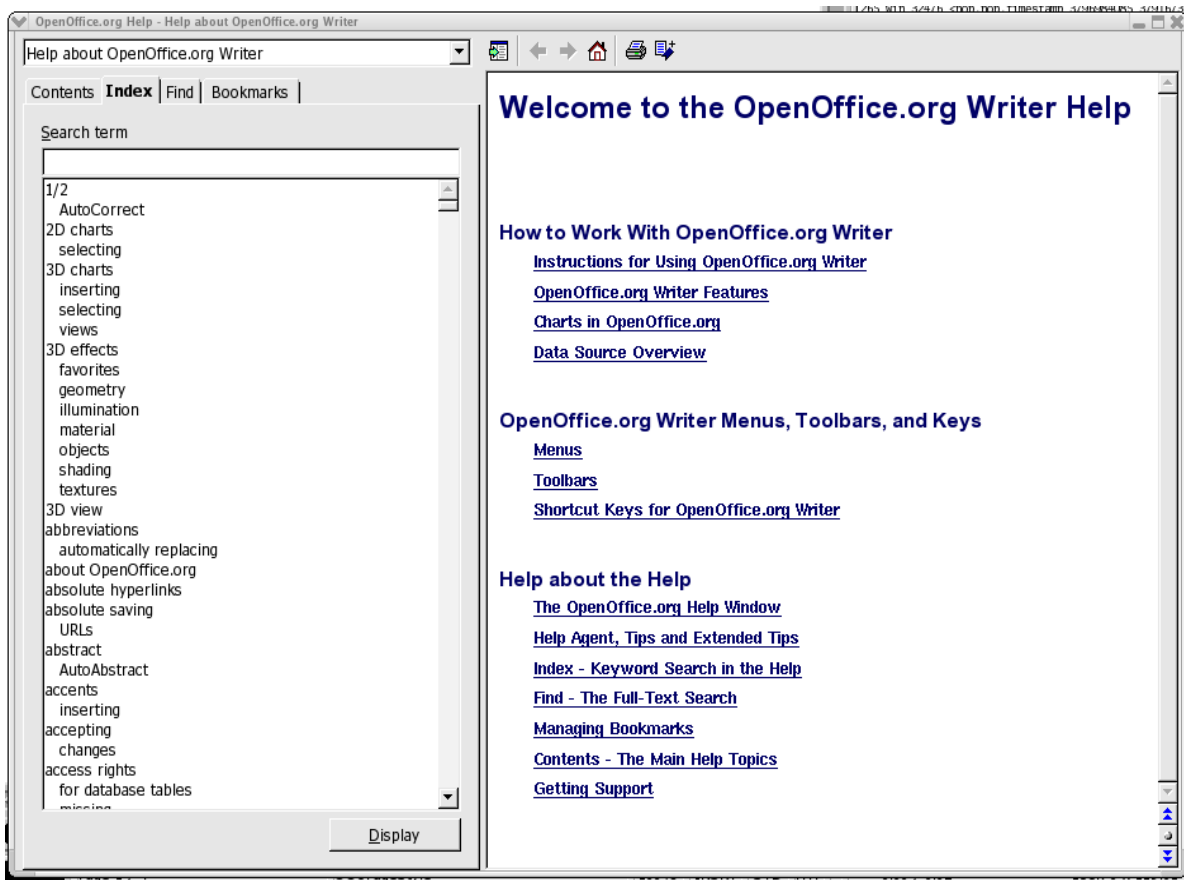 OpenOffice.org Help - Help about OpenOffice.org Writer
Help about OpenOffice.org Writer
Contents Index Find Bookmarks
Search term
1/2
AutoCorrect
2D charts
selecting
3D charts
inserting
selecting
views
3D effects
favorites
geometry
illumination
material
objects
shading
textures
3D view
abbreviations
automatically replacing
about OpenOffice.org
absolute hyperlinks
absolute saving
URLs
abstract
AutoAbstract
accents
inserting
accepting
changes
access rights
for database tables
missing
Display
Welcome to the OpenOffice.org Writer Help
How to Work With OpenOffice.org Writer
Instructions for Using OpenOffice.org Writer
OpenOffice.org Writer Features
Charts in OpenOffice.org
Data Source Overview
OpenOffice.org Writer Menus, Toolbars, and Keys
Menus
Toolbars
Shortcut Keys for OpenOffice.org Writer
Help about the Help
The OpenOffice.org Help Window
Help Agent, Tips and Extended Tips
Index - Keyword Search in the Help
Find - The Full-Text Search
Managing Bookmarks
Contents - The Main Help Topics
Getting Support